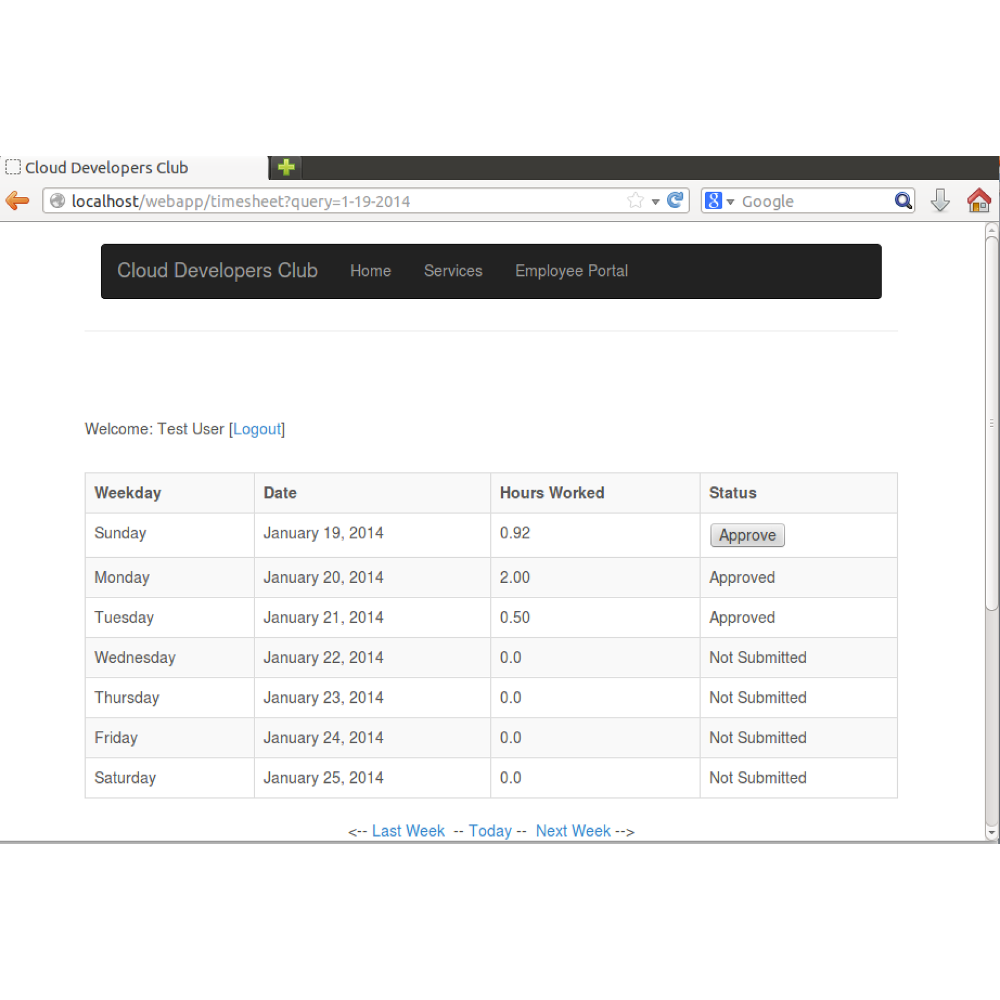 Cloud Developers Club
localhost/webapp/timesheet?query=1-19-2014 8 Google
Cloud Developers Club Home Services Employee Portal
Welcome: Test User [Logout]
Weekday Date Hours Worked Status
Sunday January 19, 2014 0.92 Approve
Monday January 20, 2014 2.00 Approved
Tuesday January 21, 2014 0.50 Approved
Wednesday January 22, 2014 0.0 Not Submitted
Thursday January 23, 2014 0.0 Not Submitted
Friday January 24, 2014 0.0 Not Submitted
Saturday January 25, 2014 0.0 Not Submitted
<-- Last Week -- Today -- Next Week -->